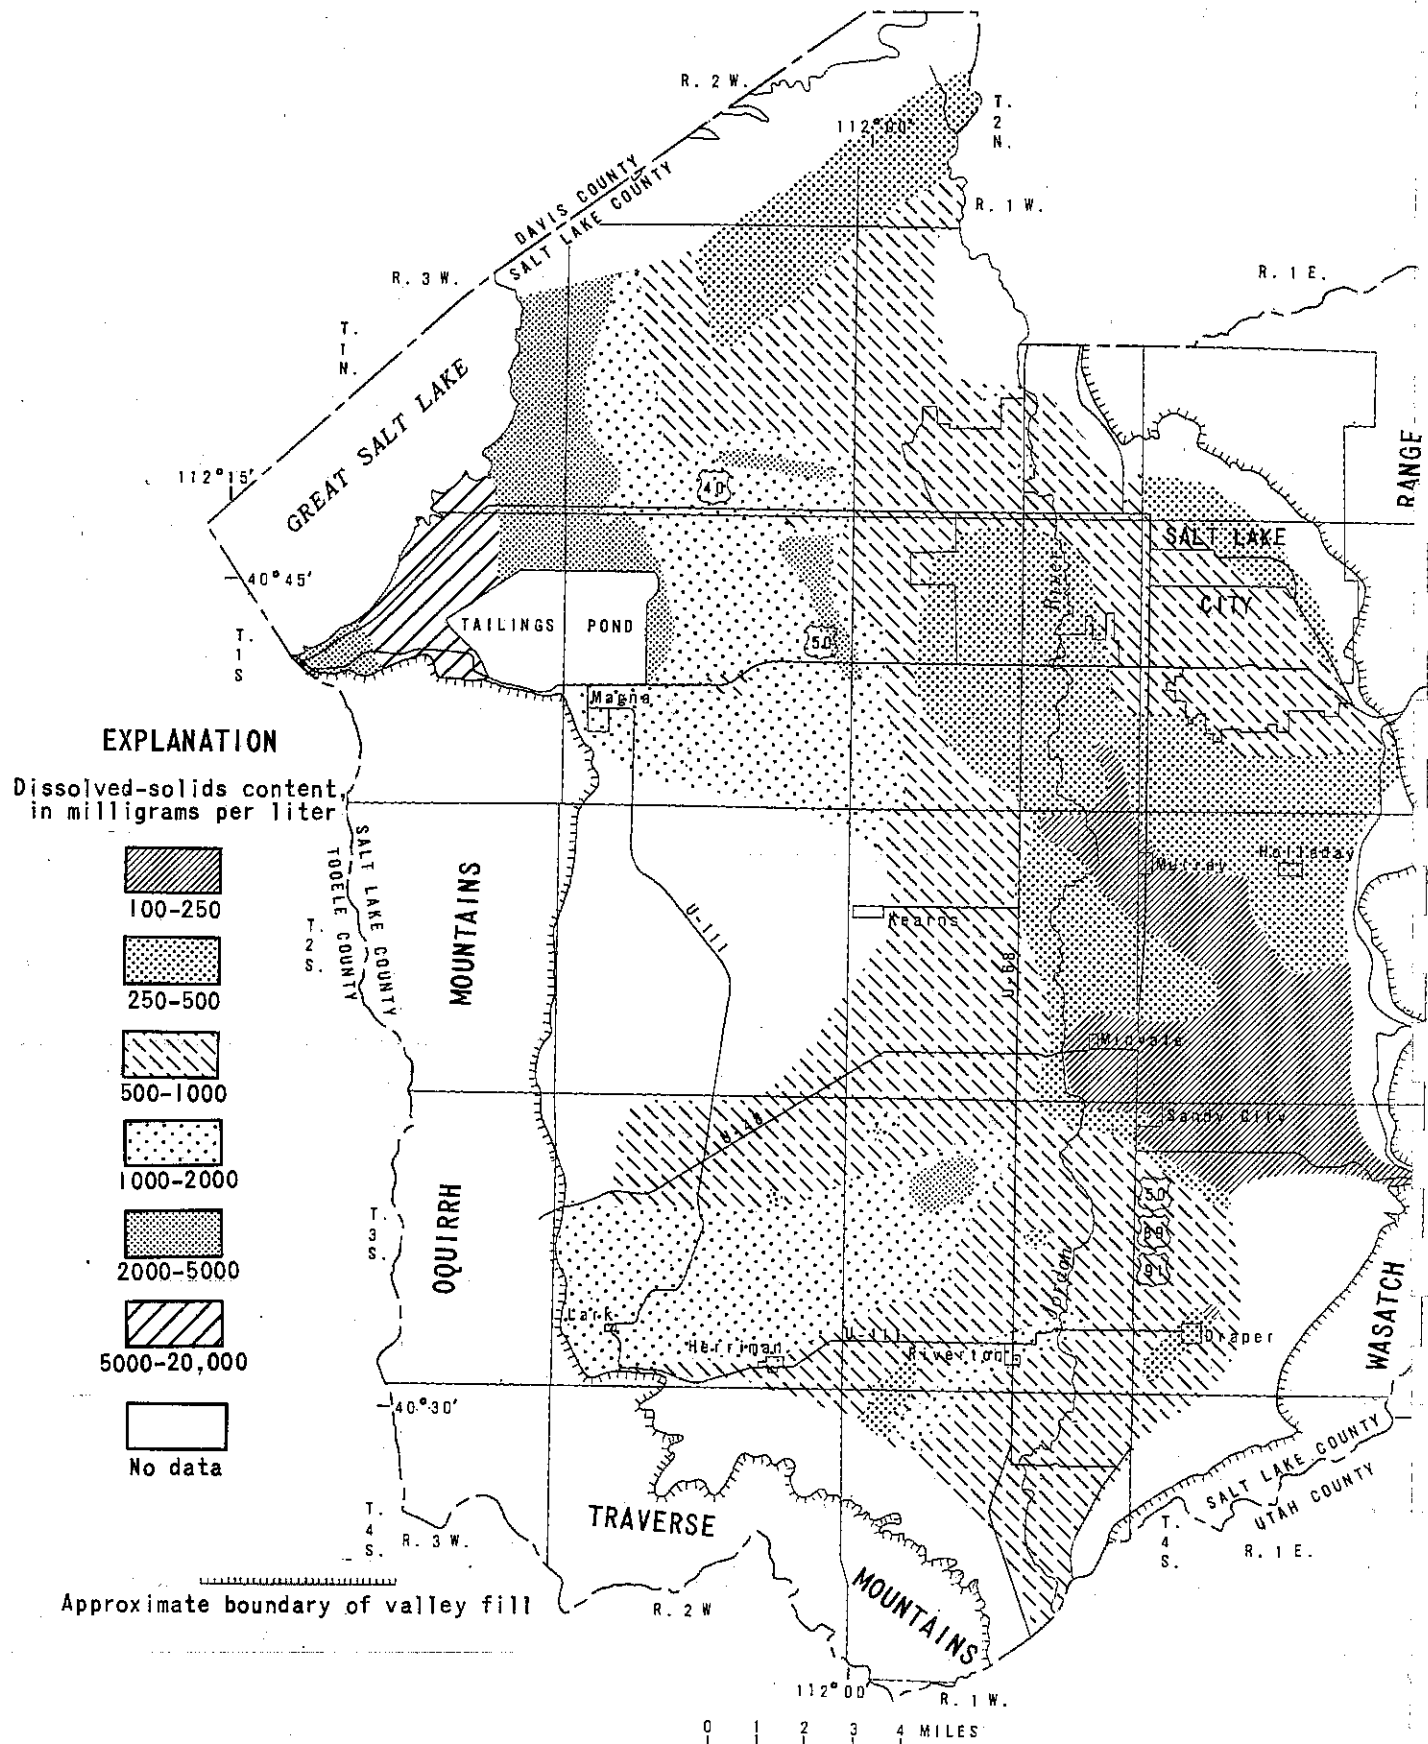 R. 2 W.
T.
2
N.
112°00'
DAVIS COUNTY
SALT LAKE COUNTY
R. 1 W.
R. 3 W.
R. 1 E.
T.
1
N.
GREAT SALT LAKE
RANGE
112°15'
40
SALT LAKE
40°45'
River
CITY
TAILINGS POND
50
T.
1
S
Magna
EXPLANATION
Dissolved-solids content,
in milligrams per liter
100-250
250-500
500-1000
1000-2000
2000-5000
5000-20,000
No data
SALT LAKE COUNTY
TOOELE COUNTY
T.
2
S.
MOUNTAINS
U-111
Murray
Holladay
Kearns
U-68
Midvale
Sandy City
U-48
T.
3
S.
OQUIRRH
50
89
91
Jordan
WASATCH
Lark
Herriman
U-111
Riverton
Draper
40°30'
TRAVERSE
MOUNTAINS
SALT LAKE COUNTY
UTAH COUNTY
T.
4
S.
R. 3 W.
T.
4
S.
R. 1 E.
Approximate boundary of valley fill
R. 2 W
112°00'
R. 1 W.
0 1 2 3 4 MILES